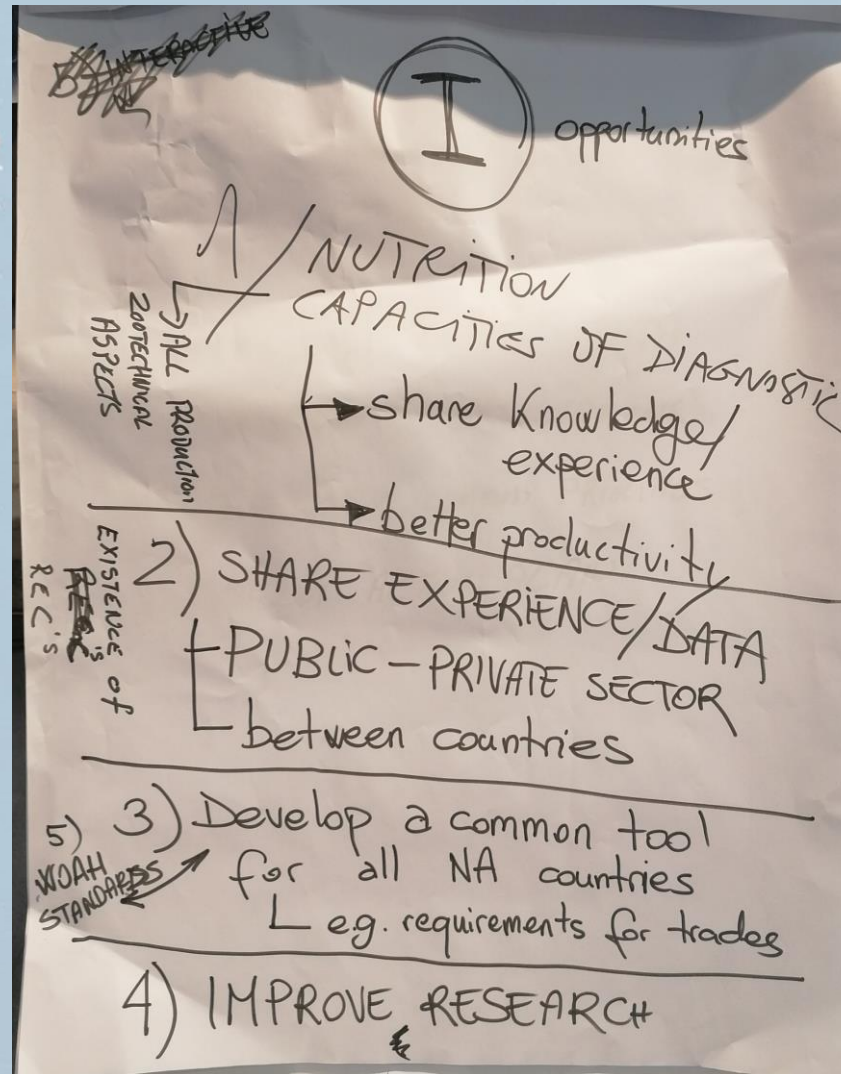 INTERACTIVE
I opportunities
1/ NUTRITION
CAPACITIES OF DIAGNOSTIC
→ share Knowledge/
experience
→ better productivity
↳ ALL PRODUCTION
ZOOTECHNICAL
ASPECTS
2) SHARE EXPERIENCE/DATA
PUBLIC - PRIVATE SECTOR
between countries
EXISTENCE of
REC's
3) Develop a common tool
for all NA countries
e.g. requirements for trades
5) WOAH
STANDARDS
4) IMPROVE RESEARCH